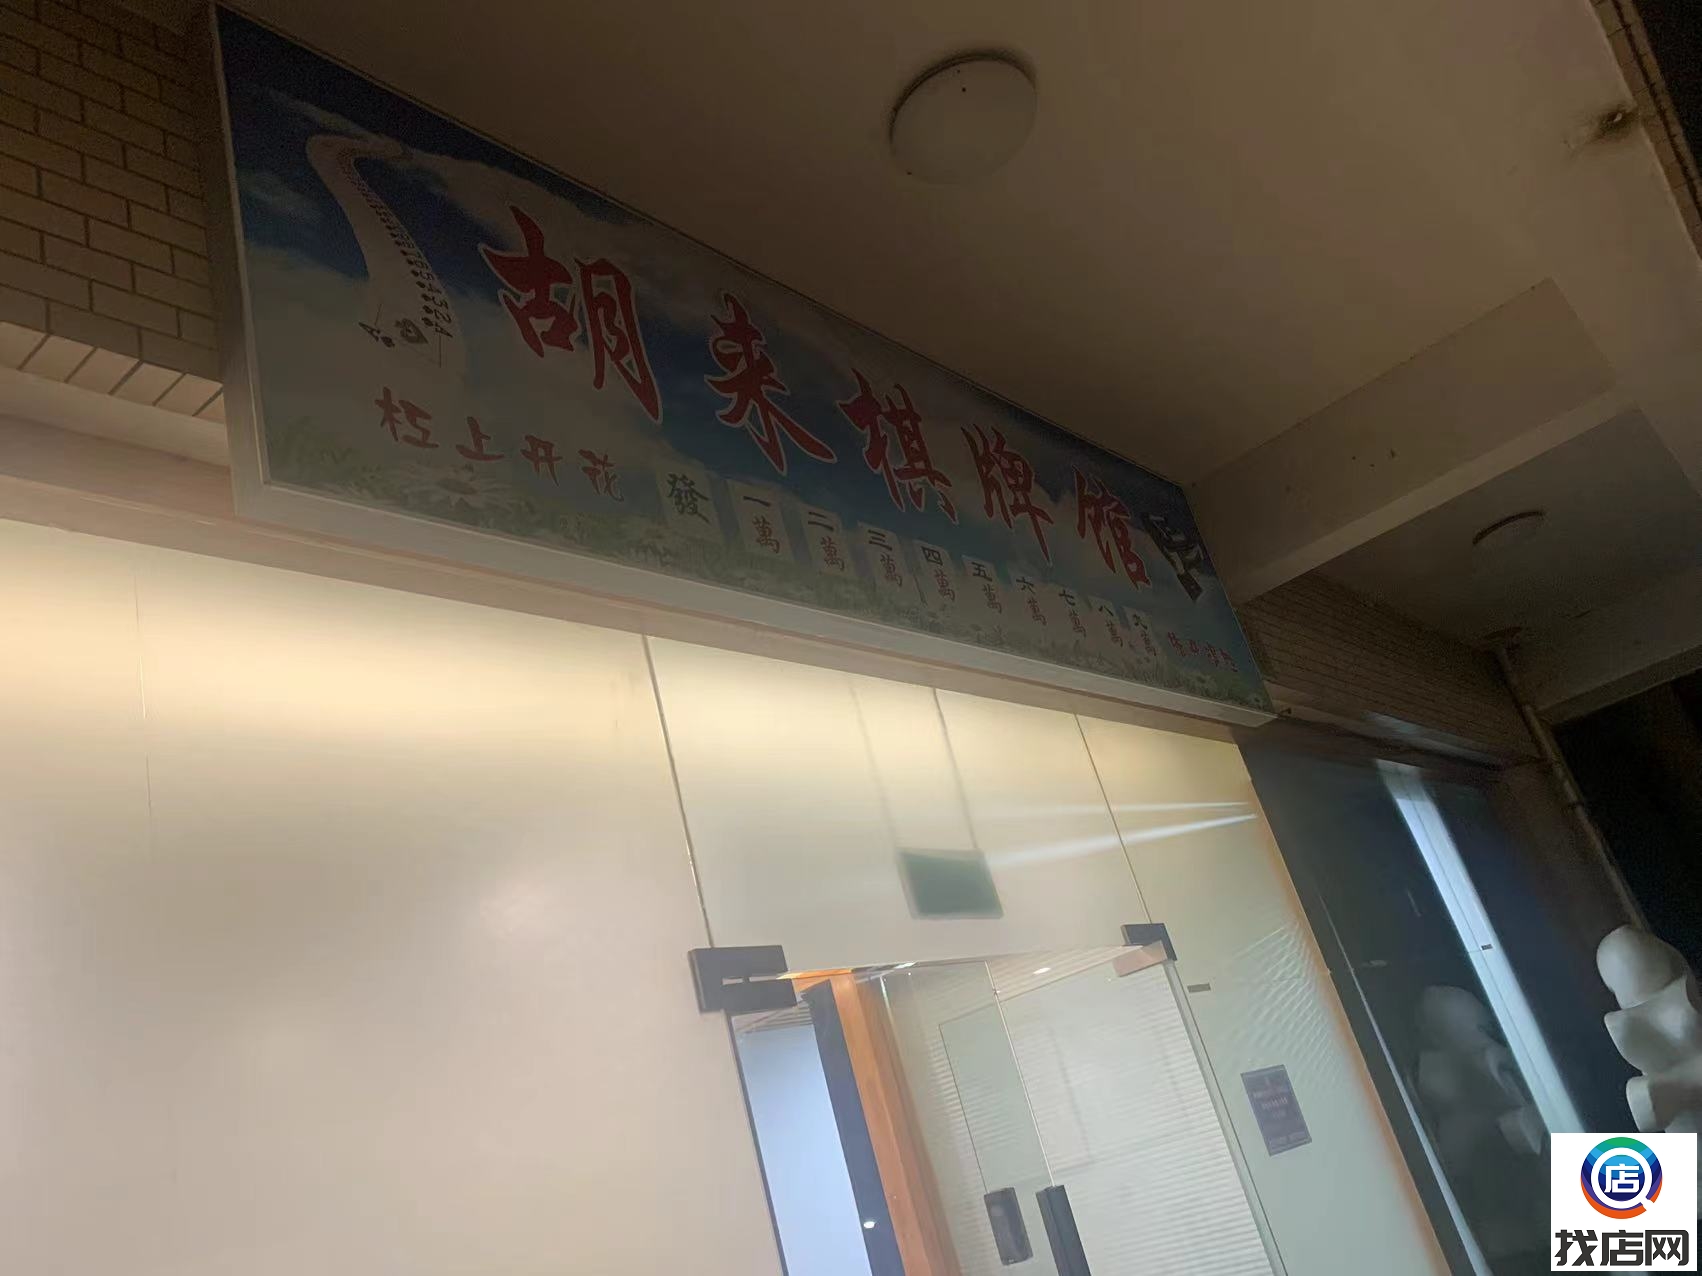 胡来棋牌馆
杠上开花
發 一萬 二萬 三萬 四萬 五萬 六萬 七萬 八萬 九萬
店
找店网